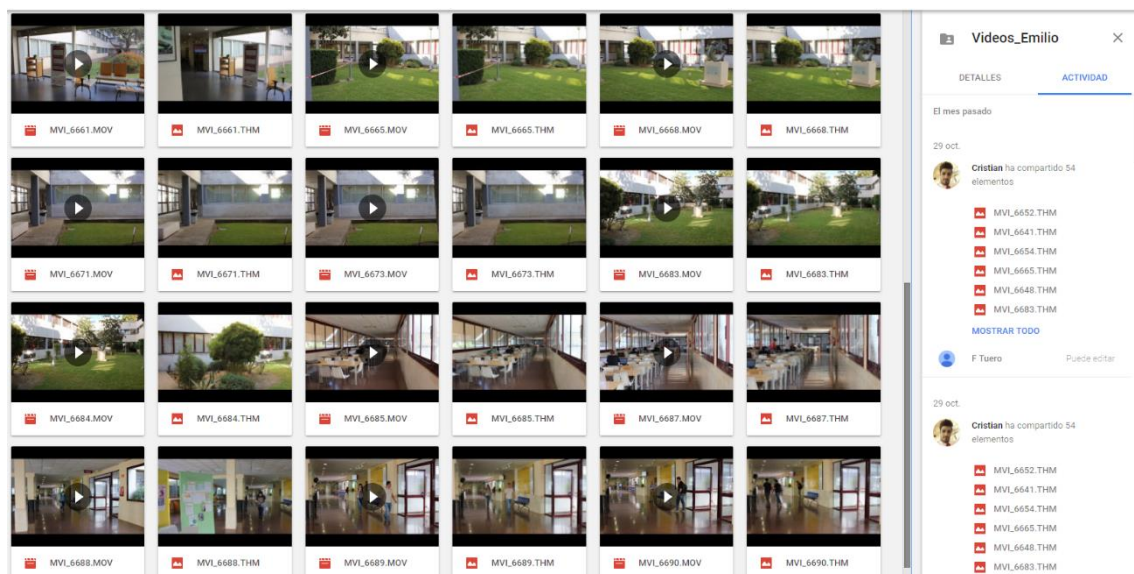 MVI_6661.MOV
MVI_6661.THM
MVI_6665.MOV
MVI_6665.THM
MVI_6668.MOV
MVI_6668.THM
MVI_6671.MOV
MVI_6671.THM
MVI_6673.MOV
MVI_6673.THM
MVI_6683.MOV
MVI_6683.THM
MVI_6684.MOV
MVI_6684.THM
MVI_6685.MOV
MVI_6685.THM
MVI_6687.MOV
MVI_6687.THM
MVI_6688.MOV
MVI_6688.THM
MVI_6689.MOV
MVI_6689.THM
MVI_6690.MOV
MVI_6690.THM
Videos_Emilio
DETALLES
ACTIVIDAD
El mes pasado
29 oct.
Cristian ha compartido 54
elementos
MVI_6652.THM
MVI_6641.THM
MVI_6654.THM
MVI_6665.THM
MVI_6648.THM
MVI_6683.THM
MOSTRAR TODO
F Tuero
Puede editar
29 oct.
Cristian ha compartido 54
elementos
MVI_6652.THM
MVI_6641.THM
MVI_6654.THM
MVI_6665.THM
MVI_6648.THM
MVI_6683.THM